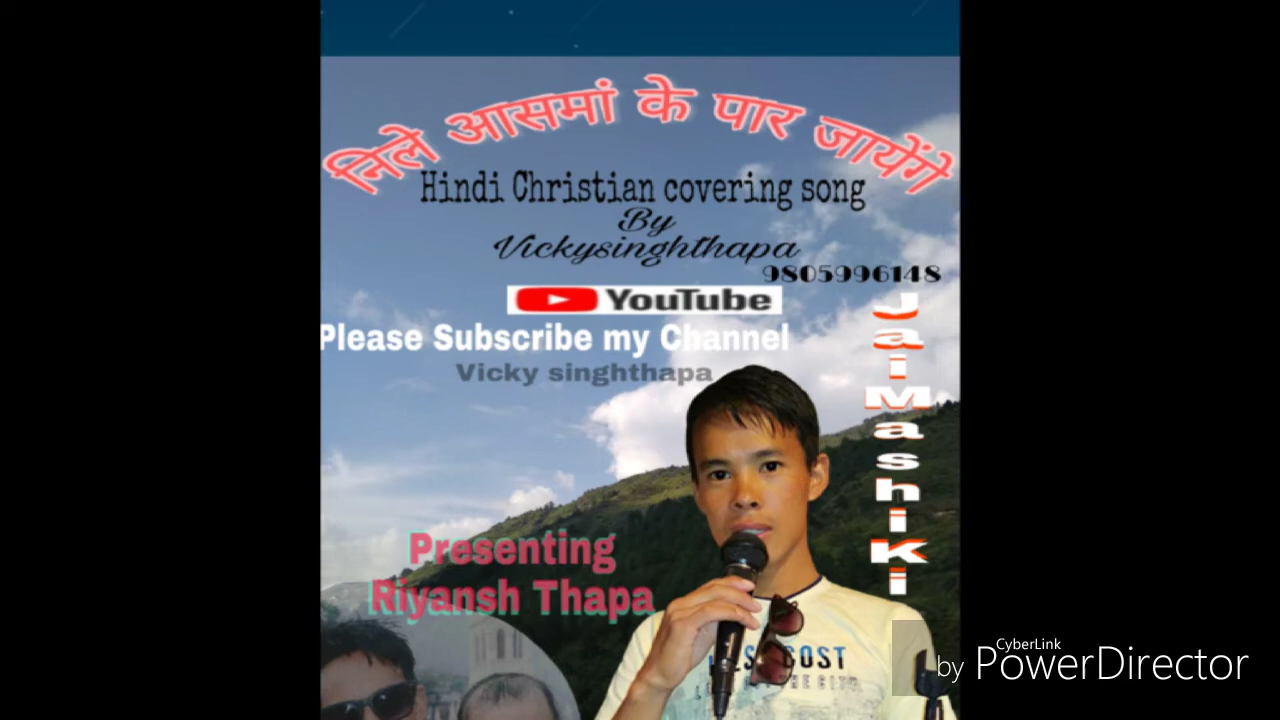 मिले आसमां के पार जायेंगे
Hindi Christian covering song
By
Vickysinghthapa
9805996148
YouTube
Please Subscribe my Channel
Vicky singhthapa
JaiMashiKi
Presenting
Riyansh Thapa
COST
CyberLink
by PowerDirector